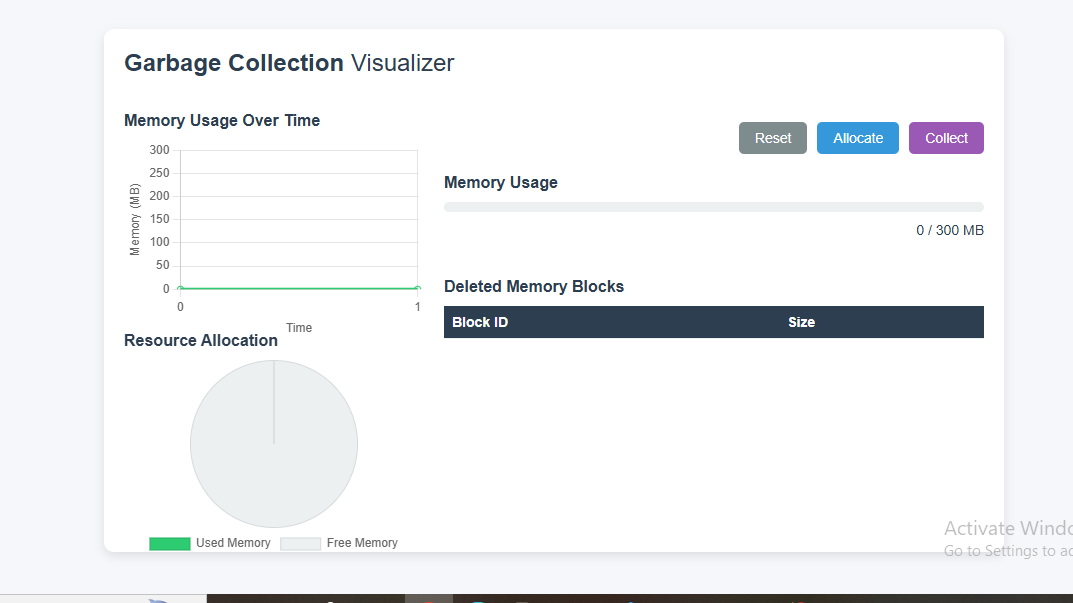 Garbage Collection Visualizer
Memory Usage Over Time
300
250
200
150
100
50
0
Memory (MB)
0
1
Time
Resource Allocation
Used Memory
Free Memory
Reset
Allocate
Collect
Memory Usage
0 / 300 MB
Deleted Memory Blocks
Block ID Size
Activate
Go to Settings to